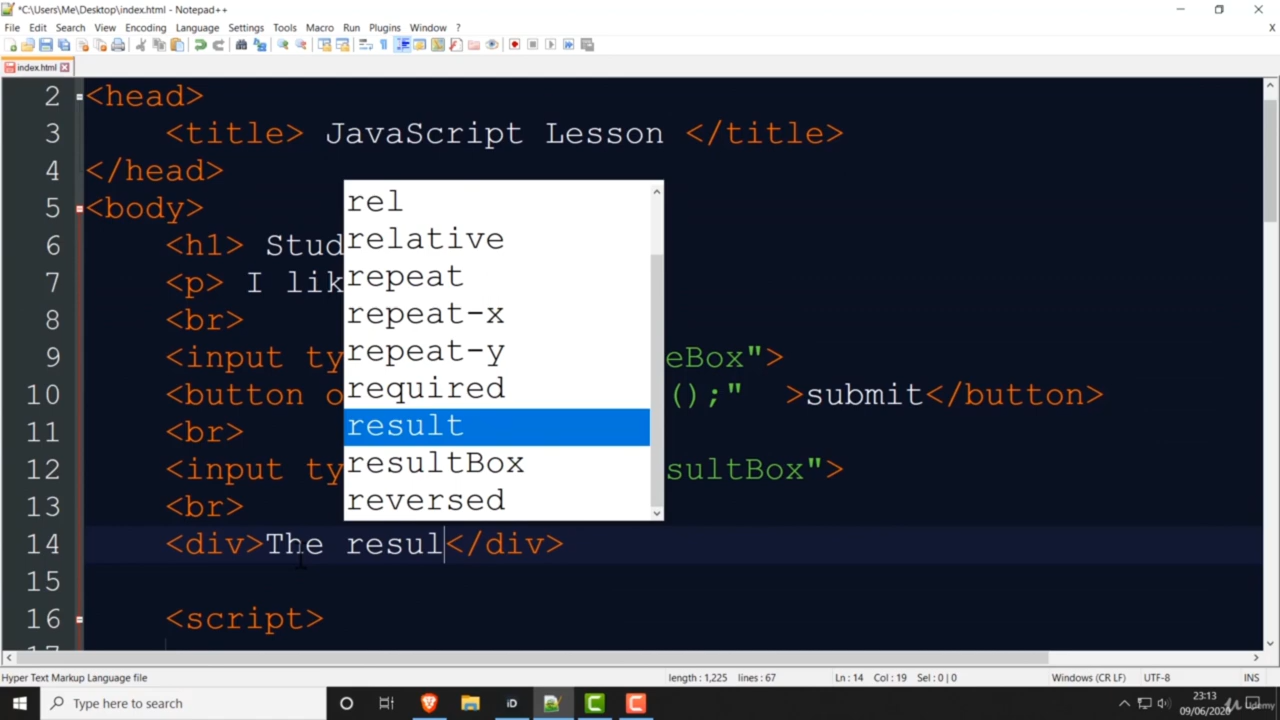 *C:\Users\Me\Desktop\index.html - Notepad++
File Edit Search View Encoding Language Settings Tools Macro Run Plugins Window ? X
index.html
2 <head>
3 <title> JavaScript Lesson </title>
4 </head>
5 <body>
6 <h1> Stud
7 <p> I lik
8 <br>
9 <input ty eBox">
10 <button o ();" >submit</button>
11 <br>
12 <input ty sultBox">
13 <br>
14 <div>The resul</div>
15
16 <script>
17
rel
relative
repeat
repeat-x
repeat-y
required
result
resultBox
reversed
Hyper Text Markup Language file length : 1,225 lines : 67 Ln : 14 Col : 19 Sel : 0 | 0 Windows (CR LF) UTF-8 INS
Type here to search iD 23:13
09/06/2020
Udemy